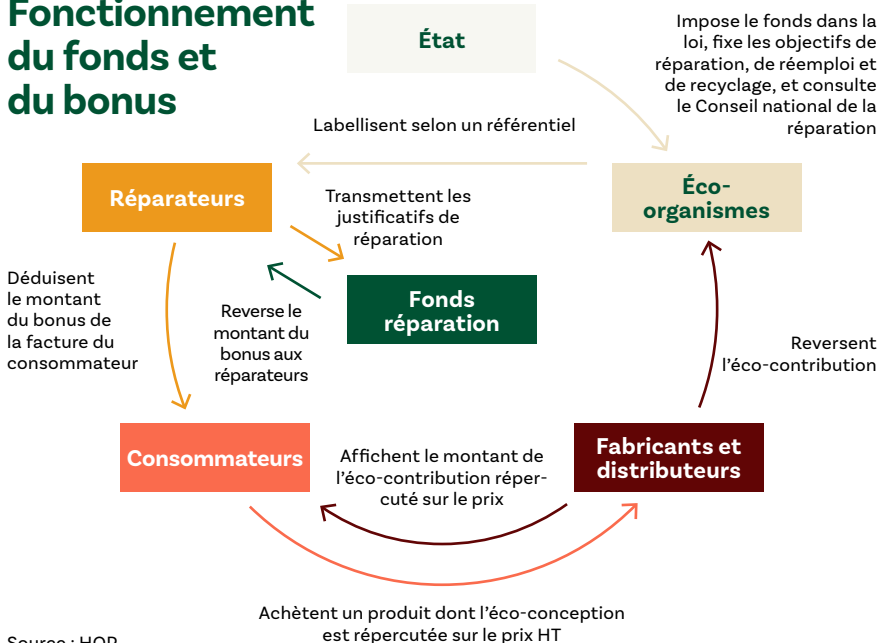 Fonctionnement
du fonds et
du bonus
État
Impose le fonds dans la
loi, fixe les objectifs de
réparation, de réemploi et
de recyclage, et consulte
le Conseil national de la
réparation
Labellisent selon un référentiel
Réparateurs
Transmettent les
justificatifs de
réparation
Éco-
organismes
Déduisent
le montant
du bonus de
la facture du
consommateur
Reverse le
montant du
bonus aux
réparateurs
Fonds
réparation
Reversent
l’éco-contribution
Consommateurs
Affichent le montant de
l’éco-contribution réper-
cuté sur le prix
Fabricants et
distributeurs
Achètent un produit dont l’éco-conception
est répercutée sur le prix HT
Source : HOP